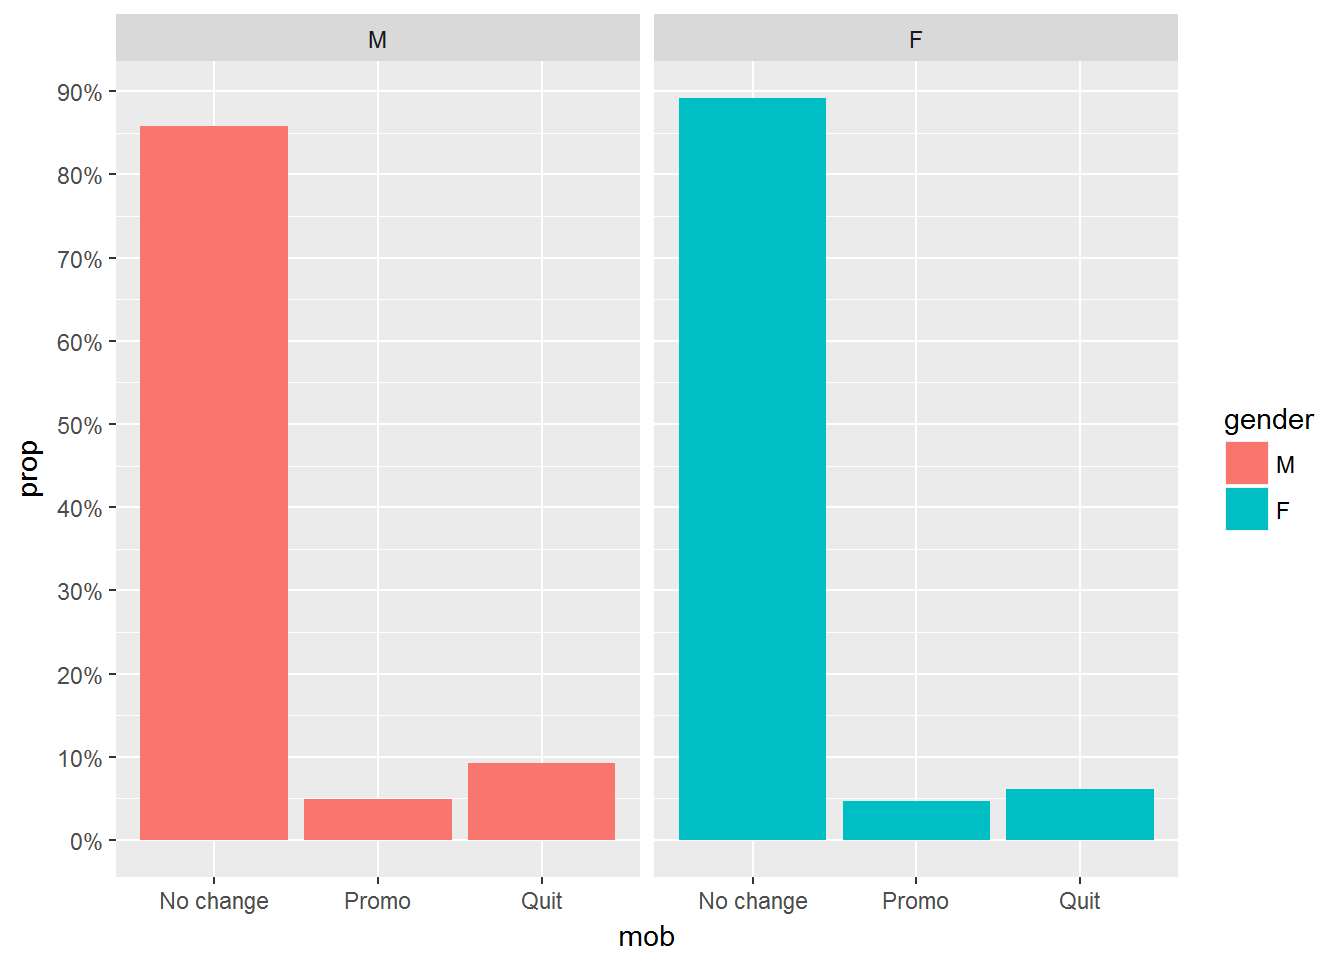 M
F
90%
80%
70%
60%
50%
40%
30%
20%
10%
0%
prop
No change
Promo
Quit
No change
Promo
Quit
mob
gender
M
F